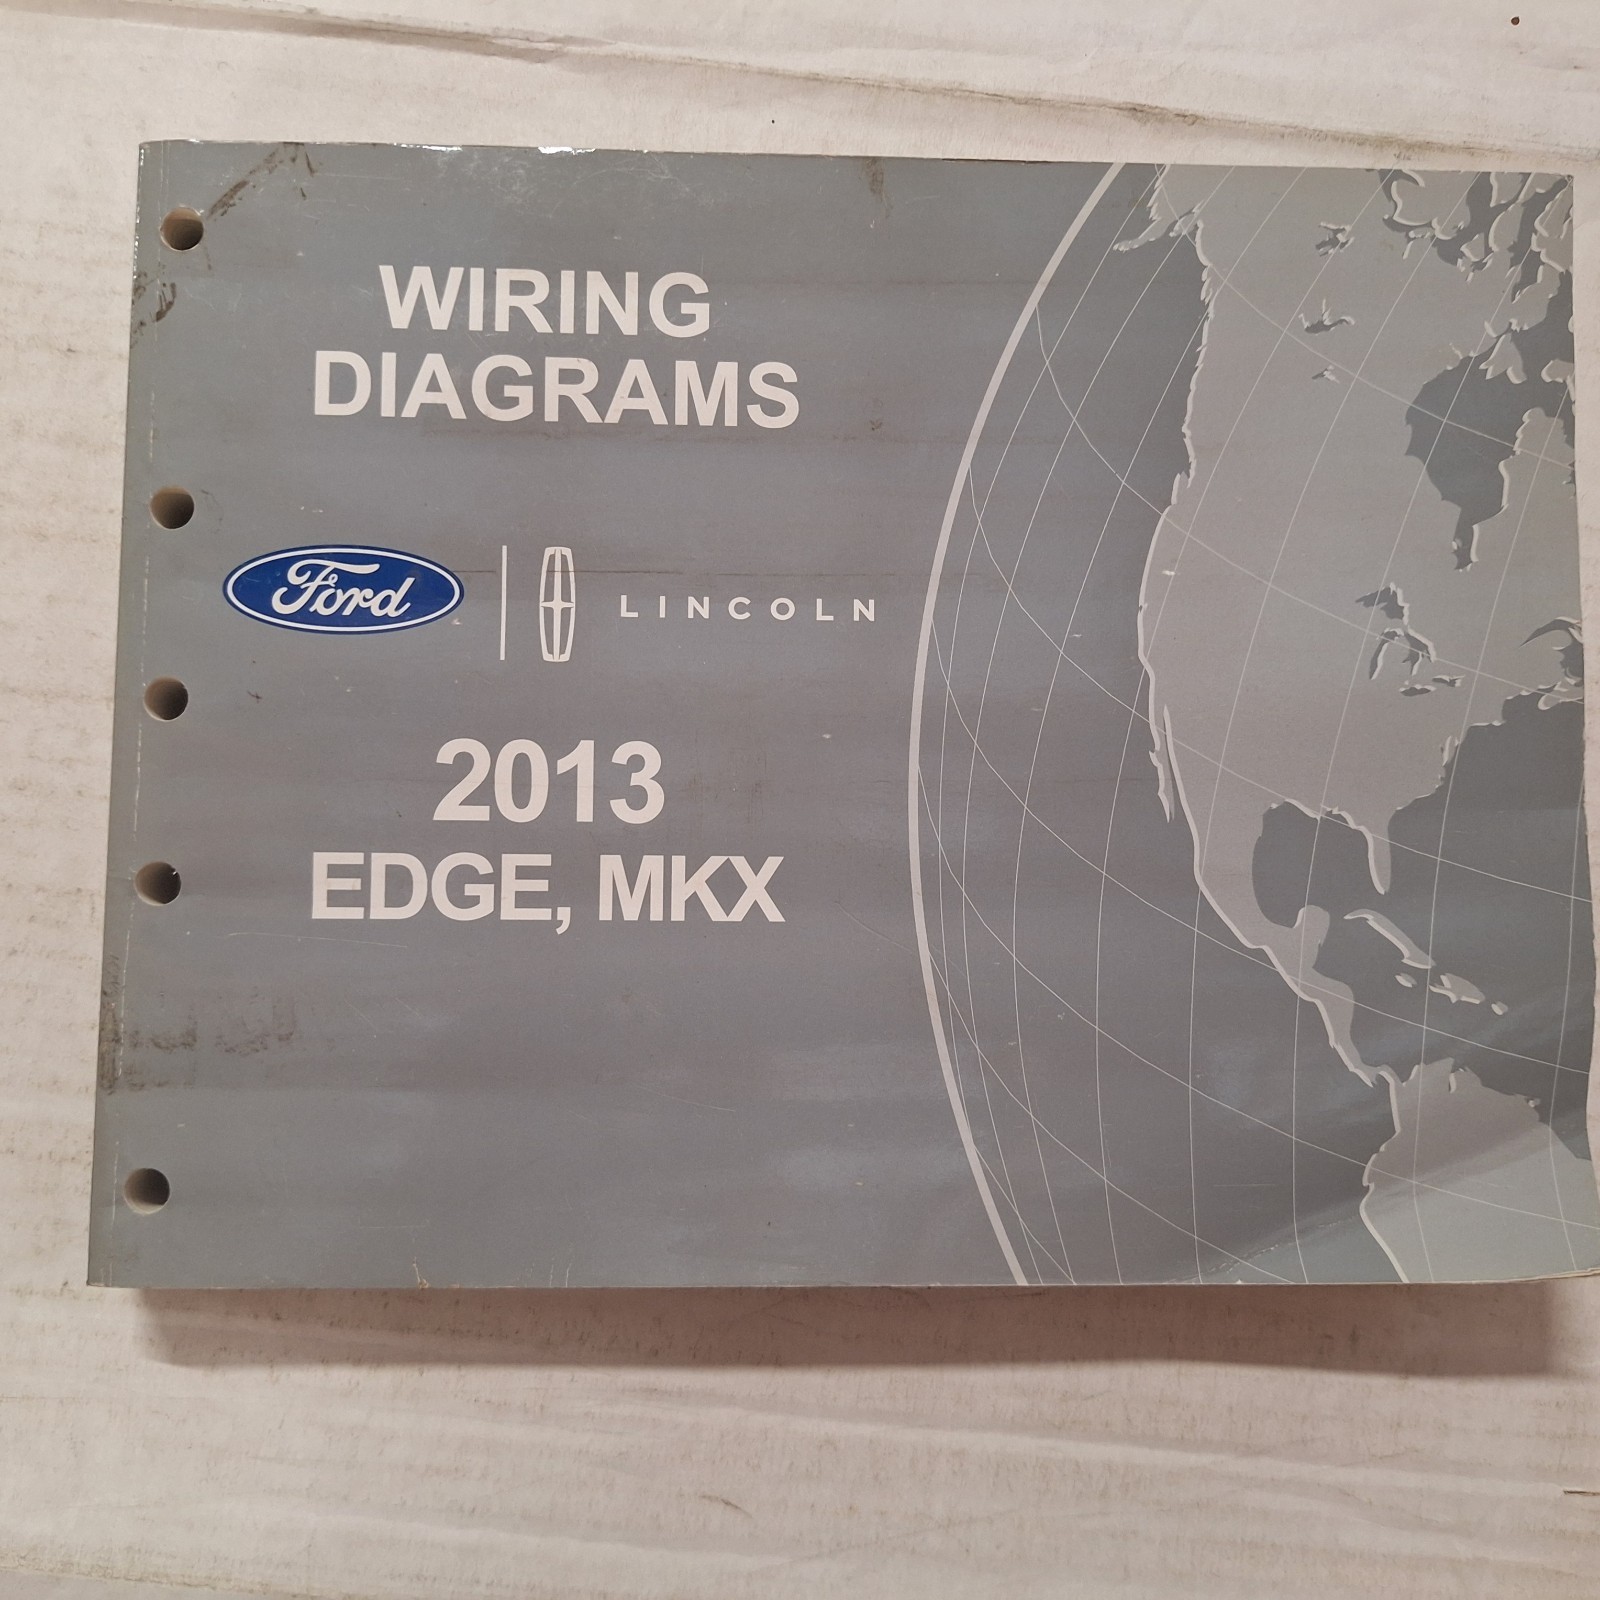 WIRING
DIAGRAMS
Ford
LINCOLN
2013
EDGE, MKX